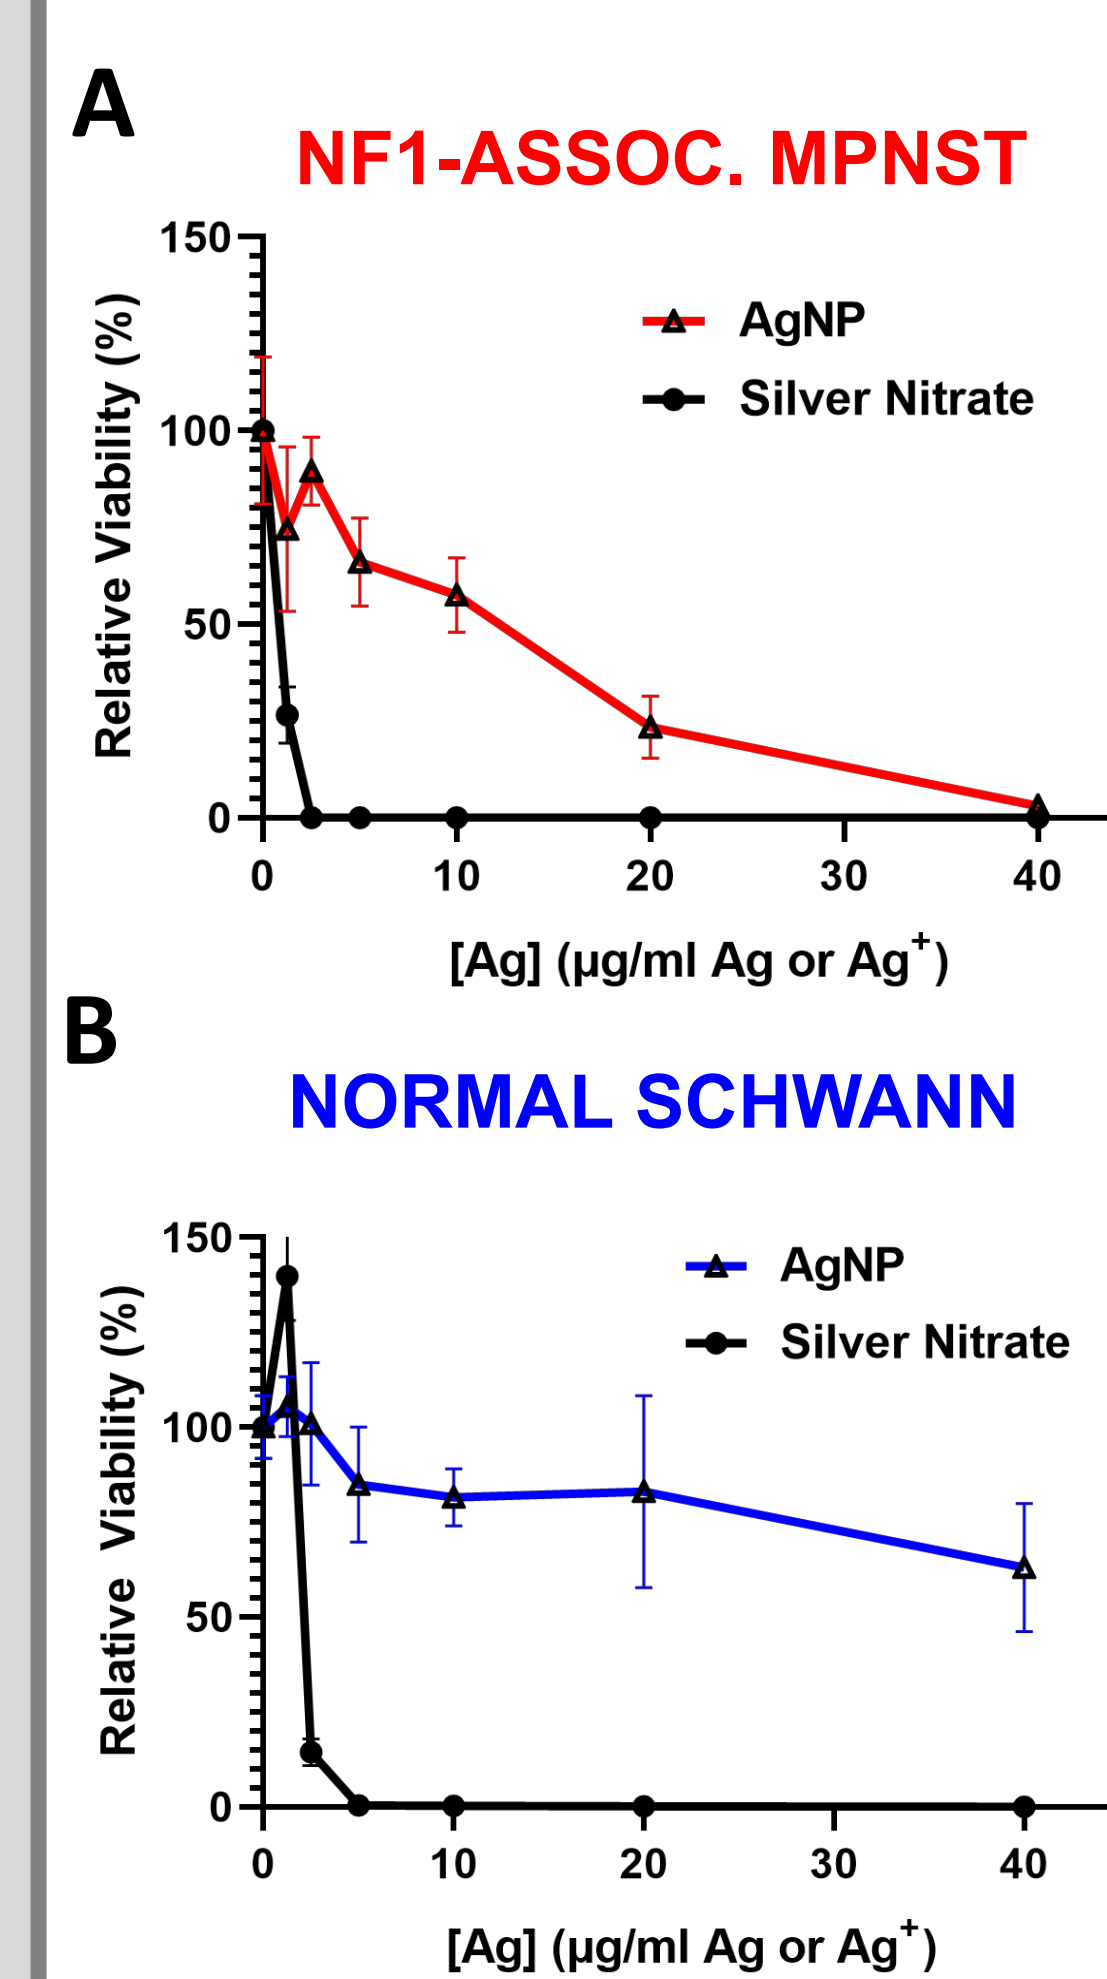 A
NF1-ASSOC. MPNST
150
100
50
0
Relative Viability (%)
AgNP
Silver Nitrate
0 10 20 30 40
[Ag] (µg/ml Ag or Ag⁺)
B
NORMAL SCHWANN
150
100
50
0
Relative Viability (%)
AgNP
Silver Nitrate
0 10 20 30 40
[Ag] (µg/ml Ag or Ag⁺)